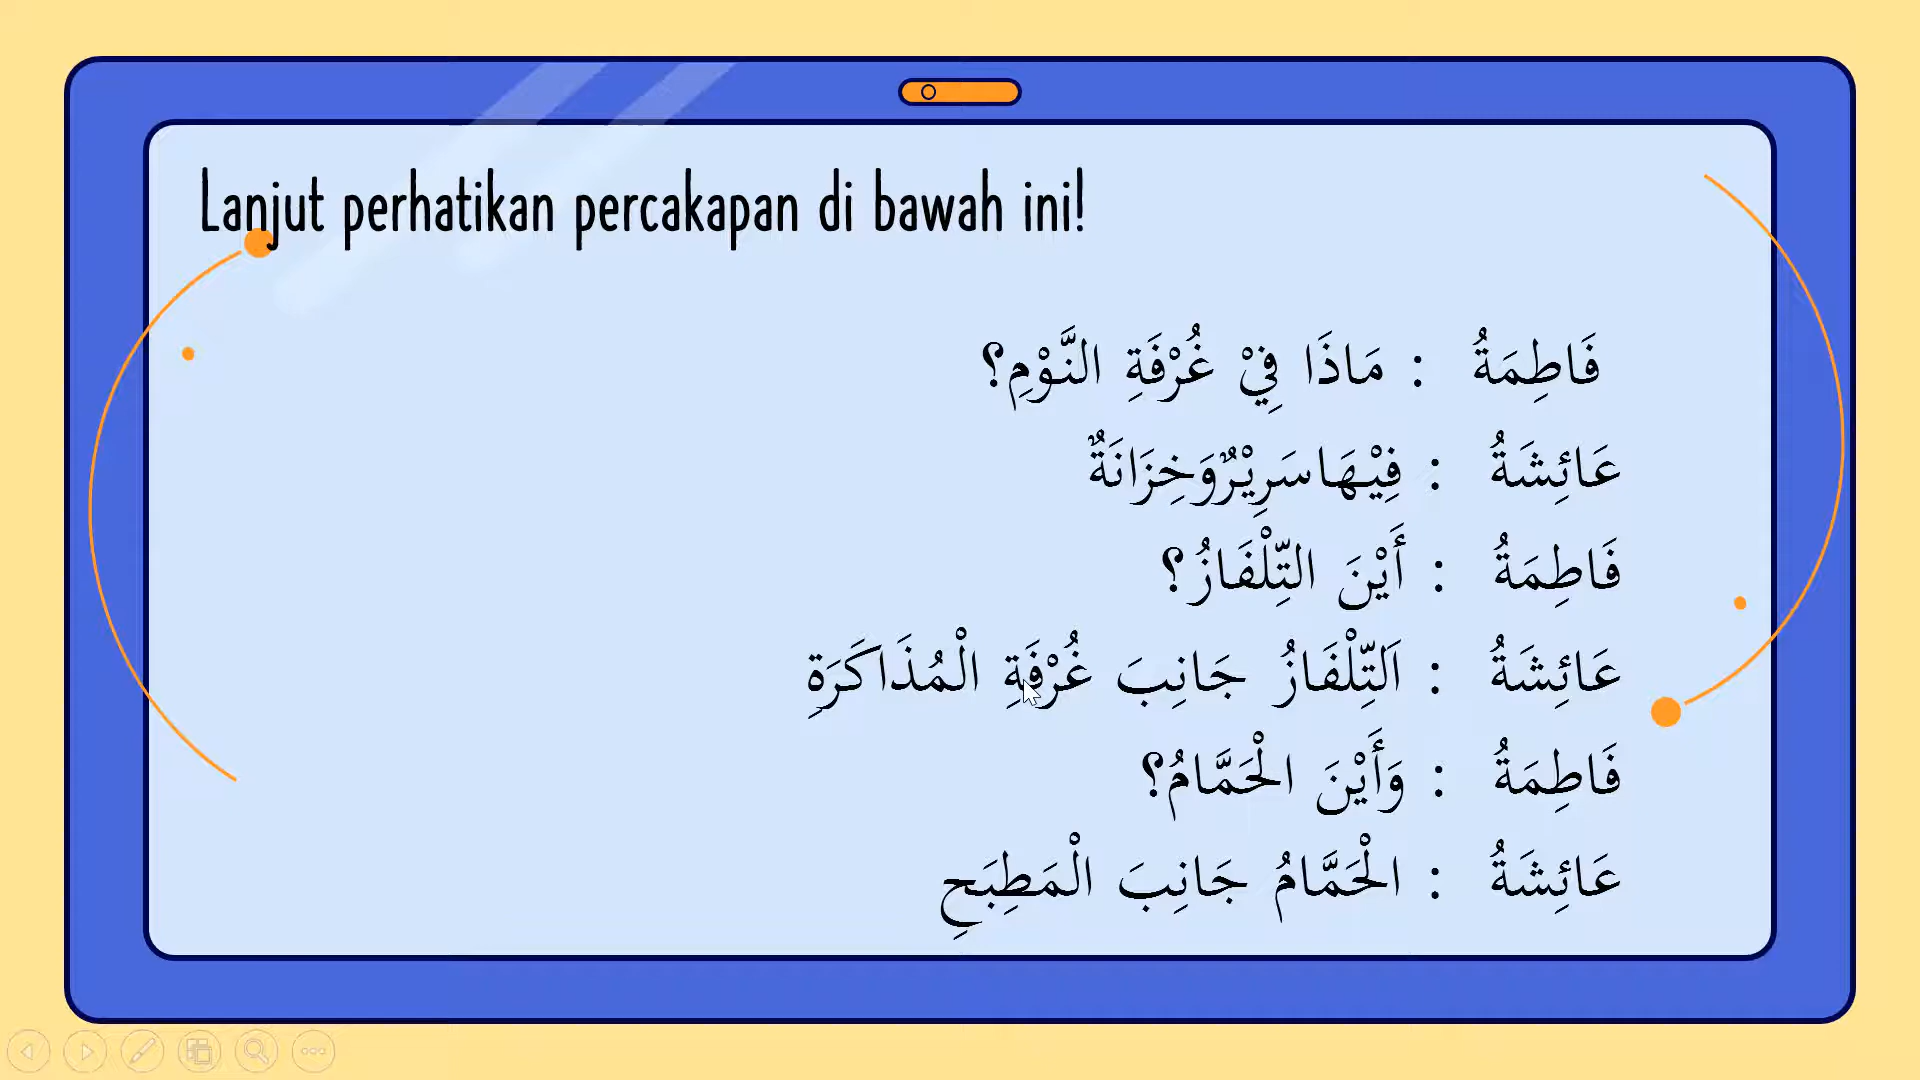 Lanjut perhatikan percakapan di bawah ini!
فَاطِمَةُ : مَاذَا فِيْ غُرْفَةِ النَّوْمِ؟
عَائِشَةُ : فِيْهَاسَرِيْرٌوَخِزَانَةٌ
فَاطِمَةُ : أَيْنَ التِّلْفَازُ؟
عَائِشَةُ : اَلتِّلْفَازُ جَانِبَ غُرْفَةِ الْمُذَاكَرَةِ
فَاطِمَةُ : وَأَيْنَ الْحَمَّامُ؟
عَائِشَةُ : الْحَمَّامُ جَانِبَ الْمَطِبَحِ